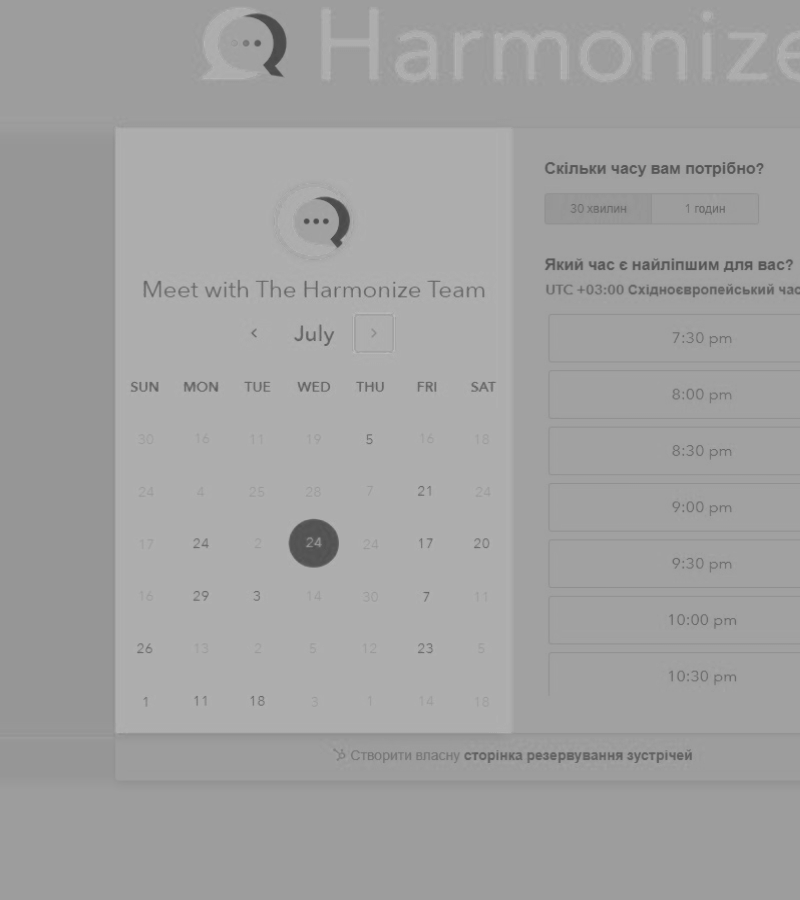 Harmonize
Скільки часу вам потрібно?
30 хвилин 1 годин
Meet with The Harmonize Team
Який час є найліпшим для вас?
UTC +03:00 Східноєвропейський час
< July >
7:30 pm
SUN MON TUE WED THU FRI SAT
8:00 pm
30 16 11 19 5 16 18
8:30 pm
24 4 25 28 7 21 24
9:00 pm
17 24 2 24 24 17 20
9:30 pm
16 29 3 14 30 7 11
10:00 pm
26 13 2 5 12 23 5
10:30 pm
1 11 18 3 1 14 18
Створити власну сторінка резервування зустрічей